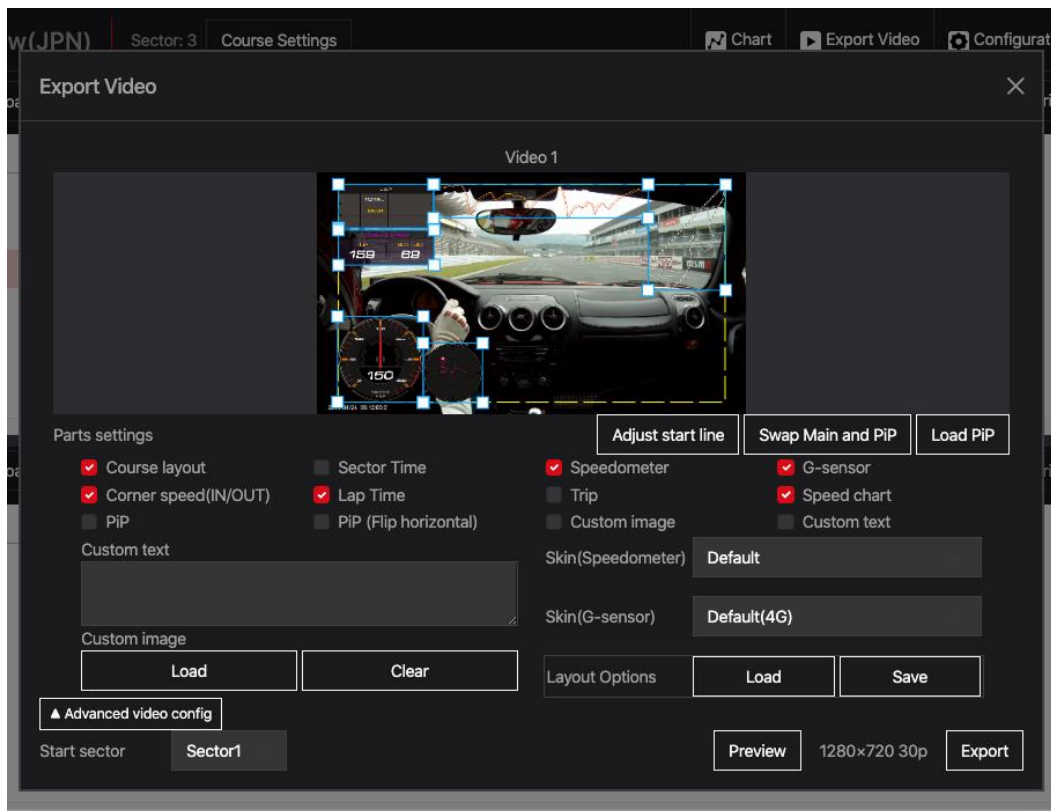 w(JPN) Sector: 3 Course Settings Chart Export Video Configurat
Export Video
Video 1
TOTAL
159 69
150
Adjust start line Swap Main and PiP Load PiP
Parts settings
Course layout Sector Time Speedometer G-sensor
Corner speed(IN/OUT) Lap Time Trip Speed chart
PiP PiP (Flip horizontal) Custom image Custom text
Custom text
Skin(Speedometer) Default
Skin(G-sensor) Default(4G)
Custom image
Load Clear
Layout Options Load Save
▲ Advanced video config
Start sector Sector1 Preview 1280×720 30p Export